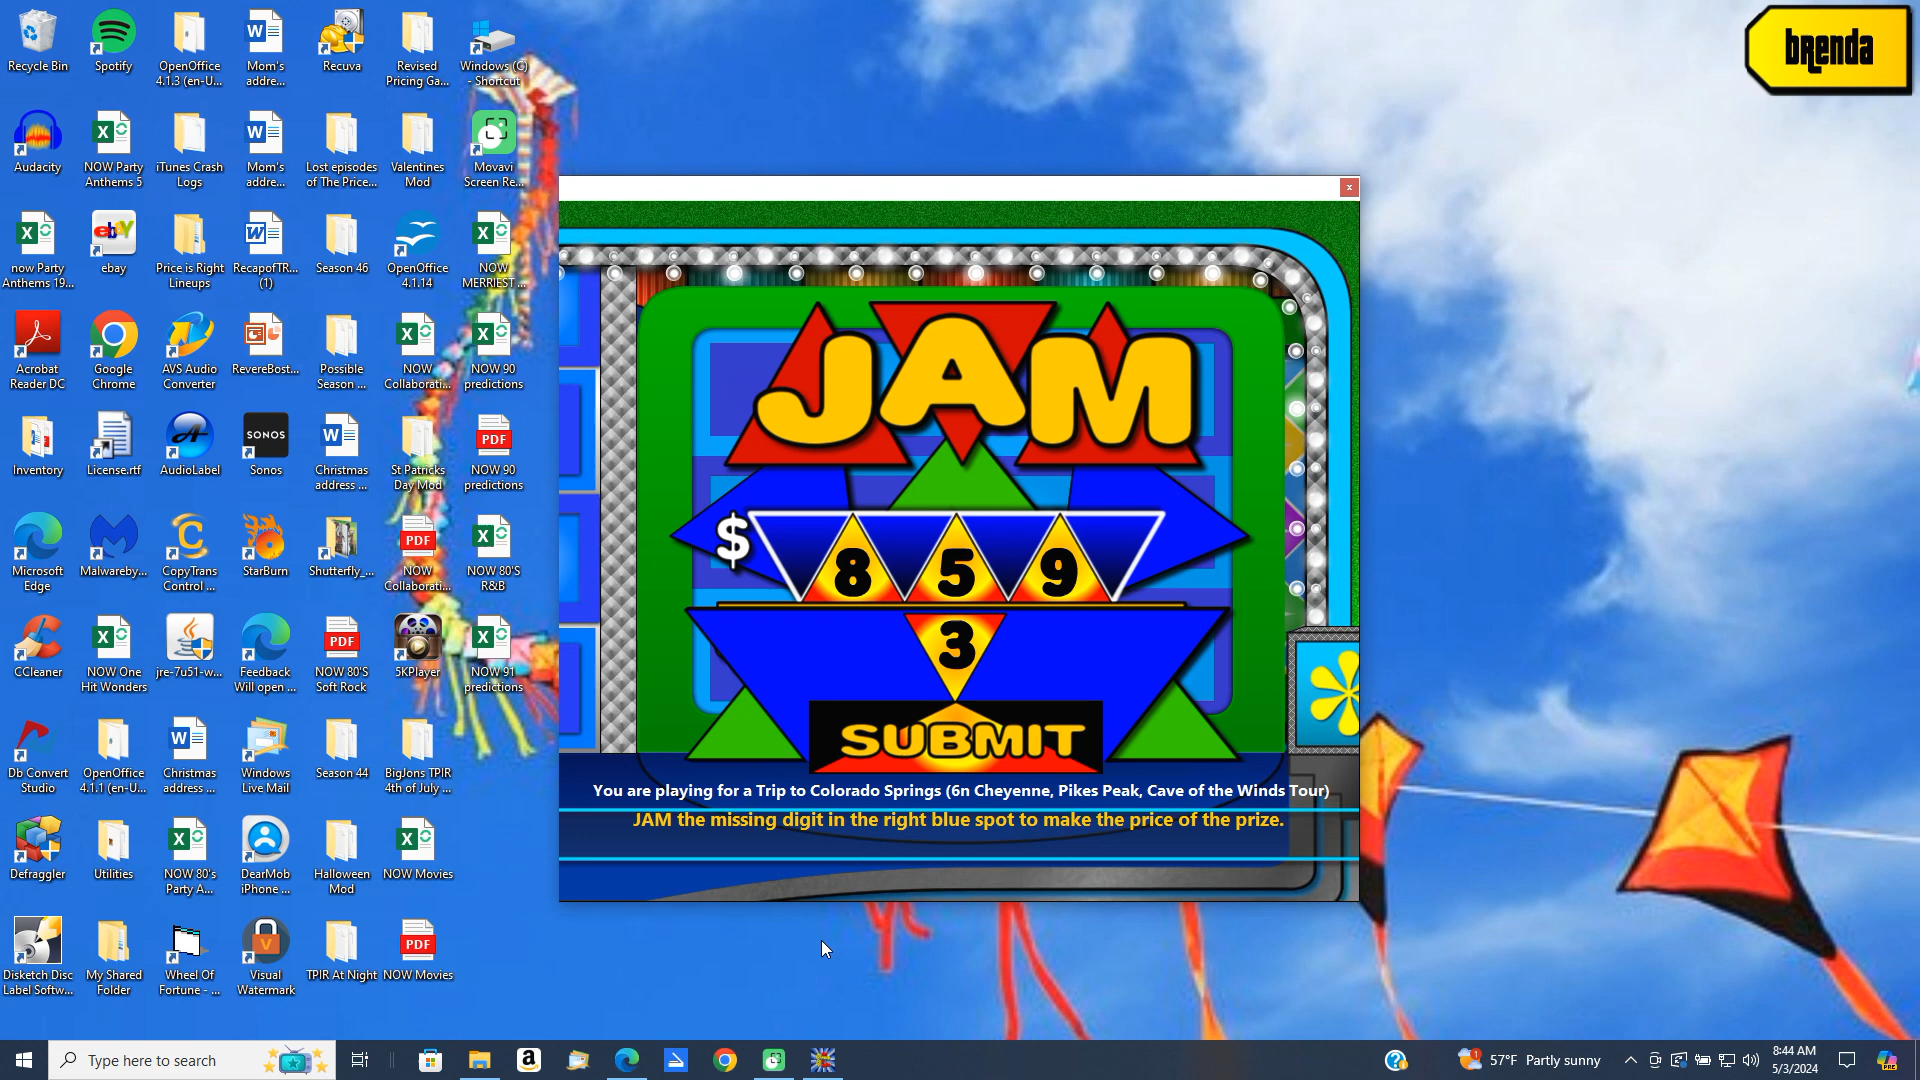 brenda
Recycle Bin
Spotify
OpenOffice
4.1.3 (en-U...
Mom's
addre...
Recuva
Revised
Pricing Ga...
Windows (C)
- Shortcut
Audacity
NOW Party
Anthems 5
iTunes Crash
Logs
Mom's
addre...
Lost episodes
of The Price...
Valentines
Mod
Movavi
Screen Re...
now Party
Anthems 19...
ebay
Price is Right
Lineups
RecapofTR...
(1)
Season 46
OpenOffice
4.1.14
NOW
MERRIEST ...
Acrobat
Reader DC
Google
Chrome
AVS Audio
Converter
RevereBost...
Possible
Season ...
NOW
Collaborati...
NOW 90
predictions
Inventory
License.rtf
AudioLabel
SONOS
Sonos
Christmas
address ...
St Patricks
Day Mod
PDF
NOW 90
predictions
Microsoft
Edge
Malwareby...
CopyTrans
Control ...
StarBurn
Shutterfly_...
PDF
NOW
Collaborati...
NOW 80'S
R&B
CCleaner
NOW One
Hit Wonders
jre-7u51-w...
Feedback
Will open ...
PDF
NOW 80'S
Soft Rock
5KPlayer
NOW 91
predictions
Db Convert
Studio
OpenOffice
4.1.1 (en-U...
Christmas
address ...
Windows
Live Mail
Season 44
BigJons TPIR
4th of July ...
Defraggler
Utilities
NOW 80's
Party A...
DearMob
iPhone ...
Halloween
Mod
NOW Movies
Disketch Disc
Label Softw...
My Shared
Folder
Wheel Of
Fortune - ...
Visual
Watermark
TPIR At Night
PDF
NOW Movies
x
JAM
$ 8 5 9
3
SUBMIT
You are playing for a Trip to Colorado Springs (6n Cheyenne, Pikes Peak, Cave of the Winds Tour)
JAM the missing digit in the right blue spot to make the price of the prize.
Type here to search
57°F Partly sunny
8:44 AM
5/3/2024